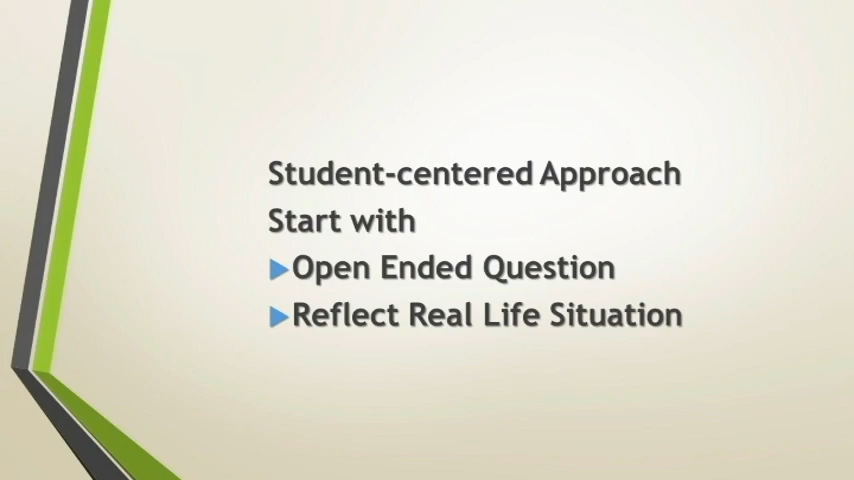 Student-centered Approach
Start with
Open Ended Question
Reflect Real Life Situation